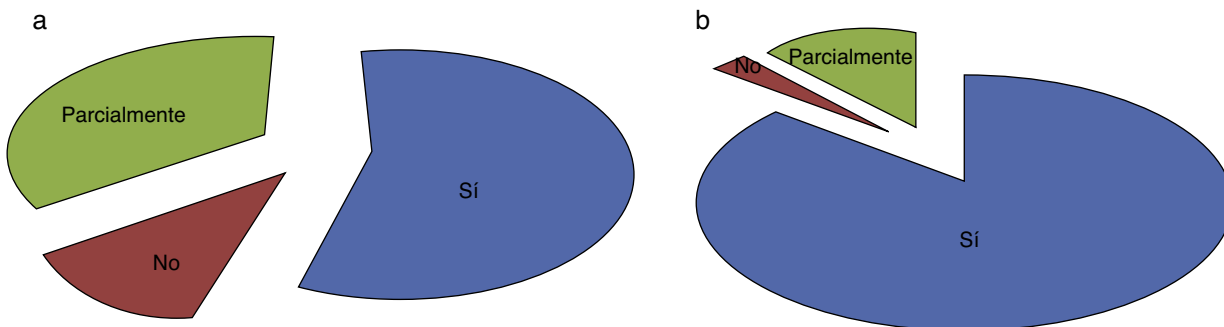 a
Parcialmente
Sí
No
b
Parcialmente
No
Sí